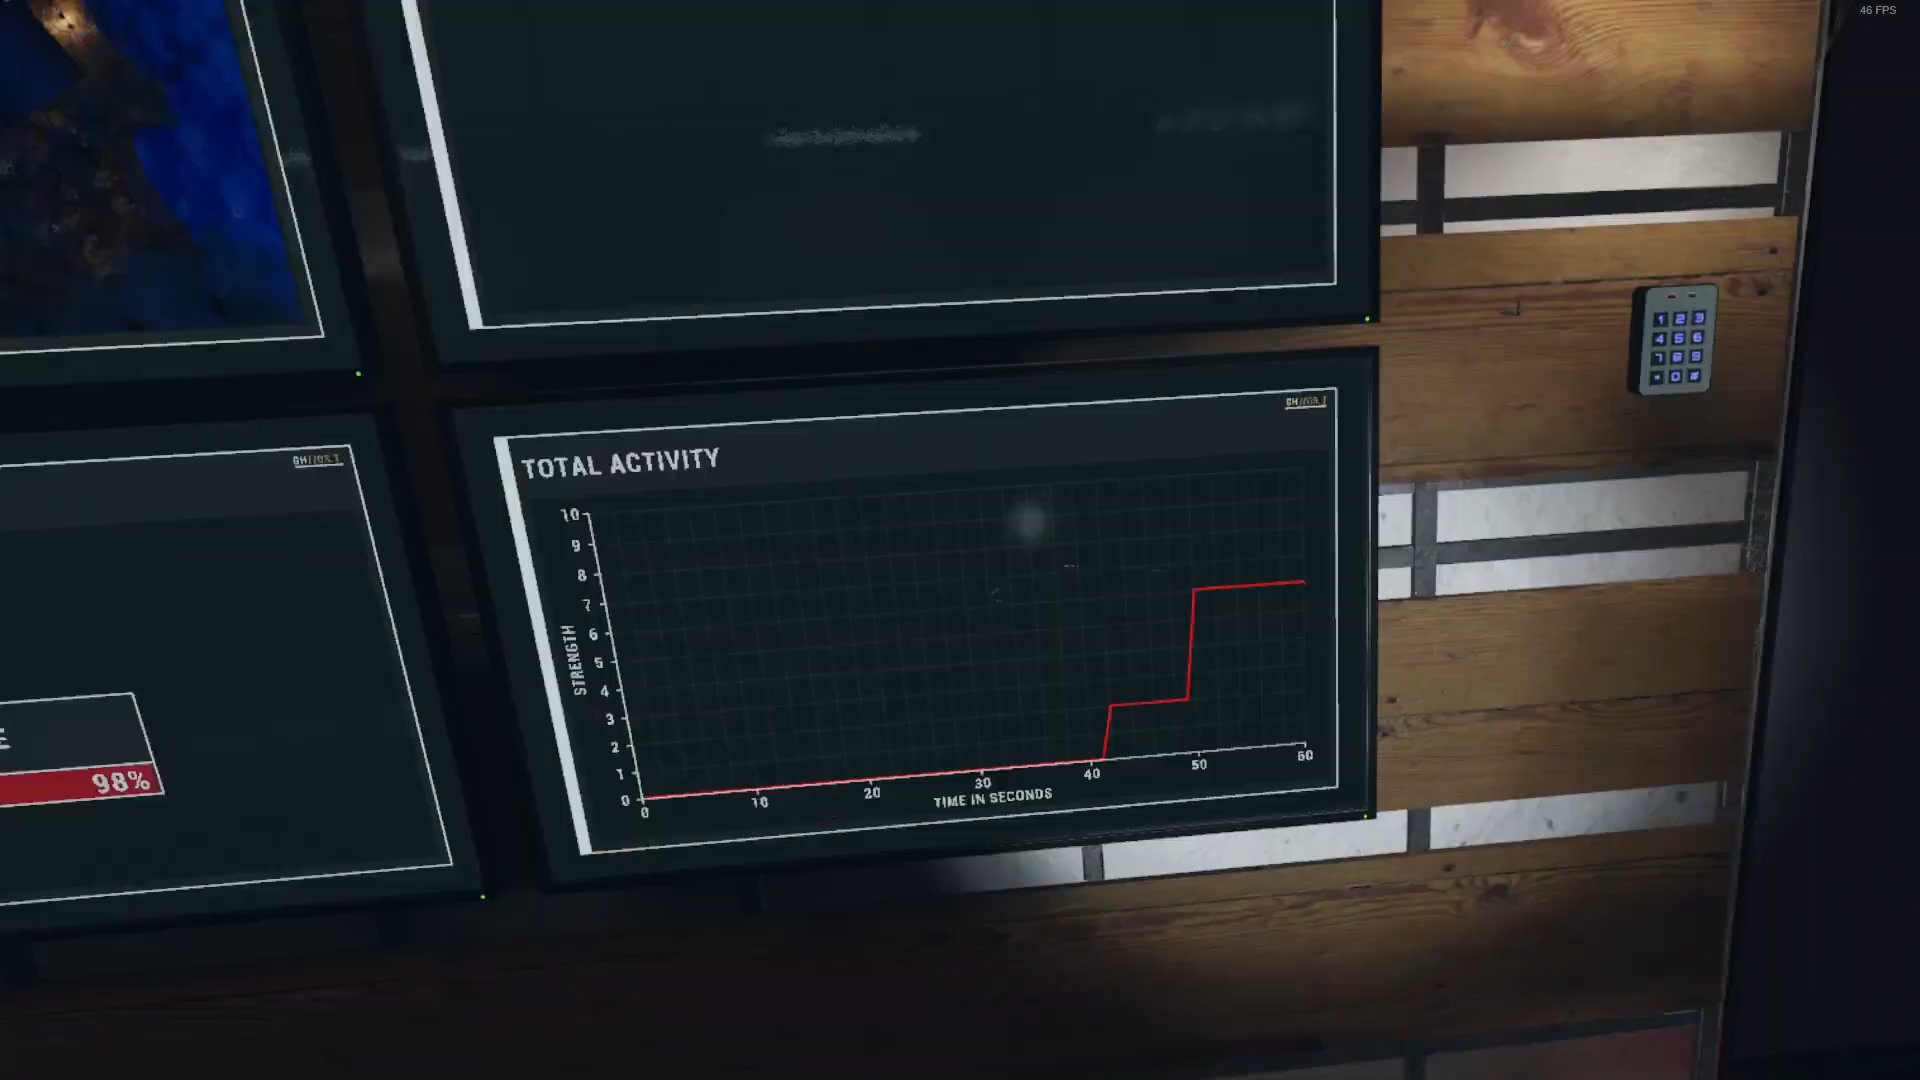 46 FPS
1 2 3
4 5 6
7 8 9
* 0 #
TOTAL ACTIVITY
10
9
8
7
6
5
4
3
2
1
0
STRENGTH
0 10 20 30 40 50 60
TIME IN SECONDS
E
98%